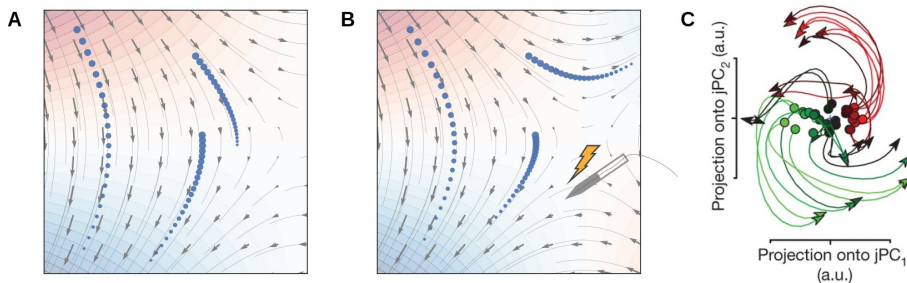 A
B
C
Projection onto jPC2 (a.u.)
Projection onto jPC1
(a.u.)